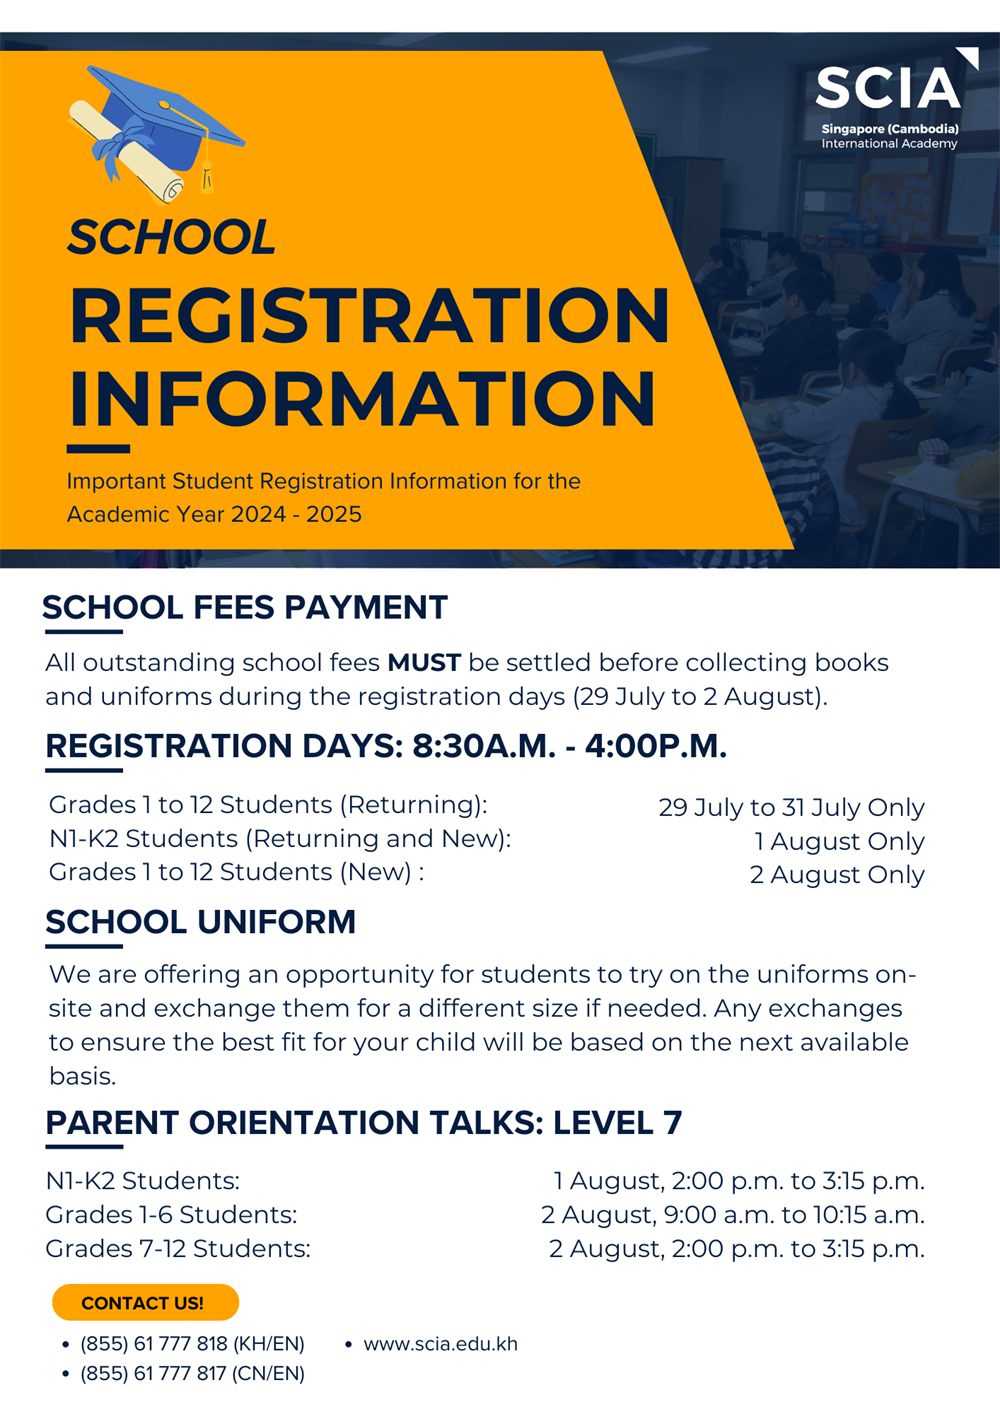 SCIA
Singapore (Cambodia)
International Academy
SCHOOL
REGISTRATION
INFORMATION
Important Student Registration Information for the
Academic Year 2024 - 2025
SCHOOL FEES PAYMENT
All outstanding school fees MUST be settled before collecting books
and uniforms during the registration days (29 July to 2 August).
REGISTRATION DAYS: 8:30A.M. - 4:00P.M.
Grades 1 to 12 Students (Returning): 29 July to 31 July Only
N1-K2 Students (Returning and New): 1 August Only
Grades 1 to 12 Students (New) : 2 August Only
SCHOOL UNIFORM
We are offering an opportunity for students to try on the uniforms on-
site and exchange them for a different size if needed. Any exchanges
to ensure the best fit for your child will be based on the next available
basis.
PARENT ORIENTATION TALKS: LEVEL 7
N1-K2 Students: 1 August, 2:00 p.m. to 3:15 p.m.
Grades 1-6 Students: 2 August, 9:00 a.m. to 10:15 a.m.
Grades 7-12 Students: 2 August, 2:00 p.m. to 3:15 p.m.
CONTACT US!
• (855) 61 777 818 (KH/EN) • www.scia.edu.kh
• (855) 61 777 817 (CN/EN)